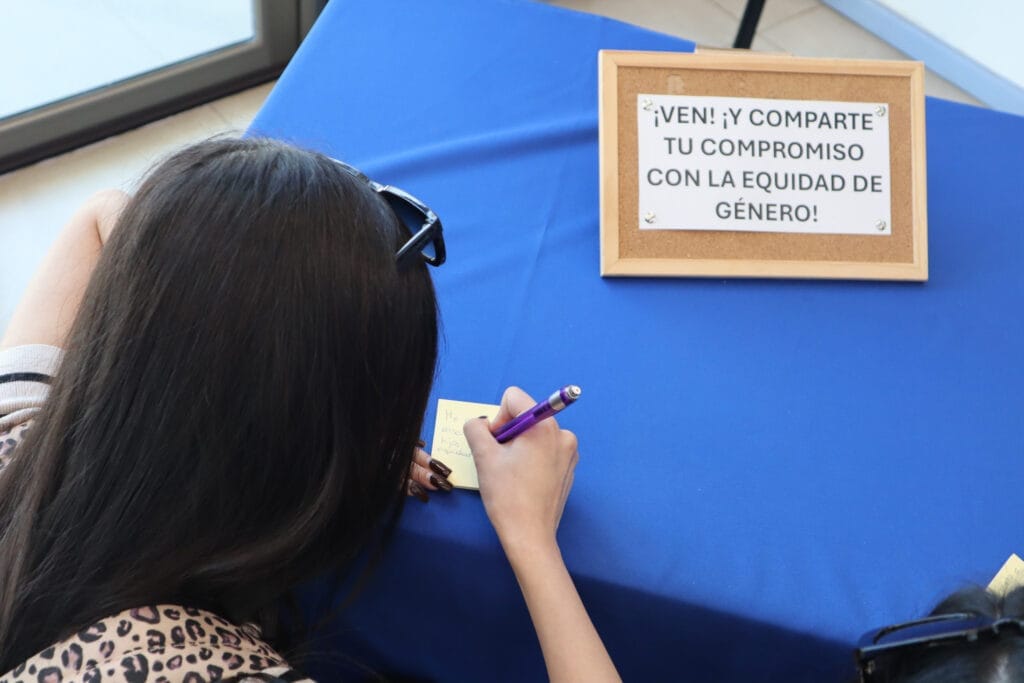 ¡VEN! ¡Y COMPARTE
TU COMPROMISO
CON LA EQUIDAD DE
GÉNERO!